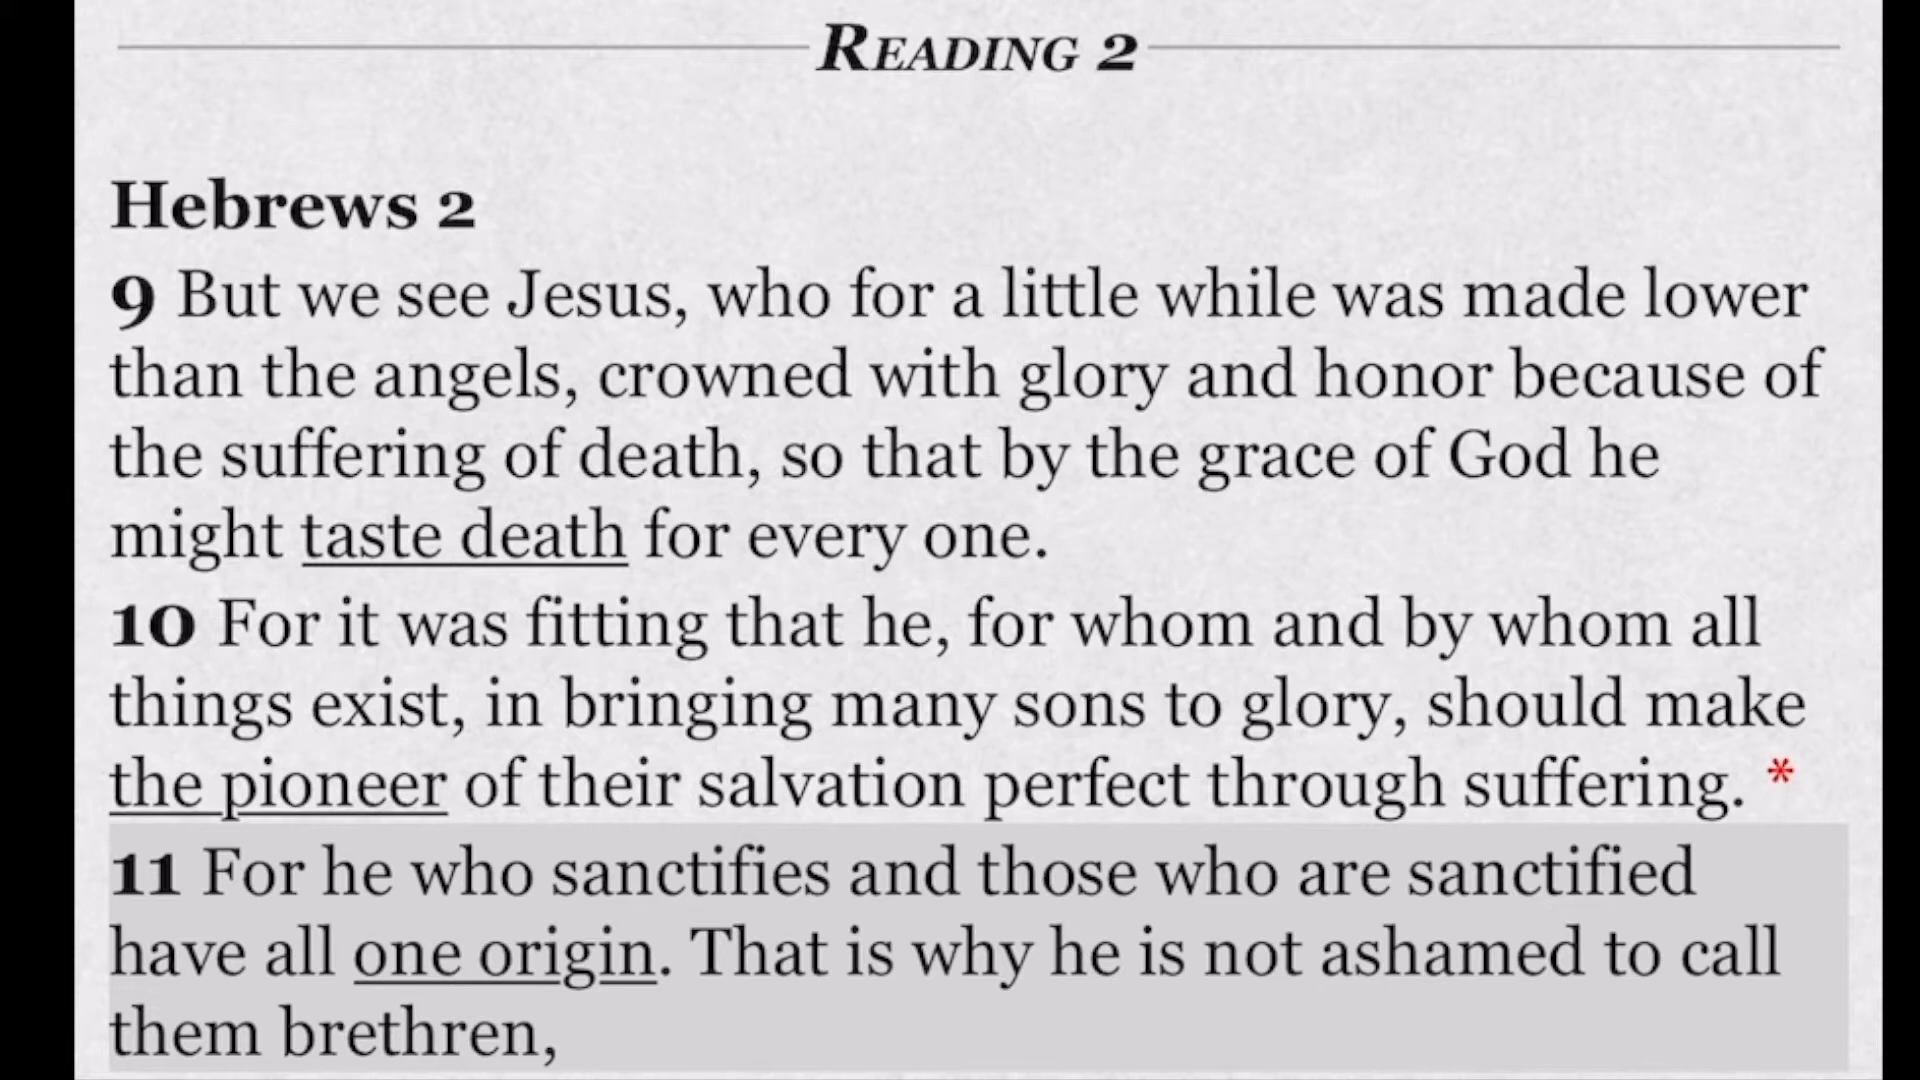 READING 2
Hebrews 2
9 But we see Jesus, who for a little while was made lower
than the angels, crowned with glory and honor because of
the suffering of death, so that by the grace of God he
might taste death for every one.
10 For it was fitting that he, for whom and by whom all
things exist, in bringing many sons to glory, should make
the pioneer of their salvation perfect through suffering. *
11 For he who sanctifies and those who are sanctified
have all one origin. That is why he is not ashamed to call
them brethren,